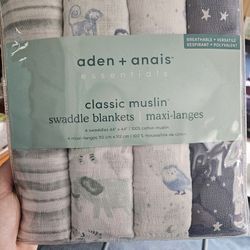 aden + anais™
essentials
BREATHABLE + VERSATILE
RESPIRANT + POLYVALENT
classic muslin
swaddle blankets | maxi-langes
4 swaddles 44" x 44" / 100% cotton muslin
4 maxi-langes 112 cm x 112 cm / 100 % mousseline de coton